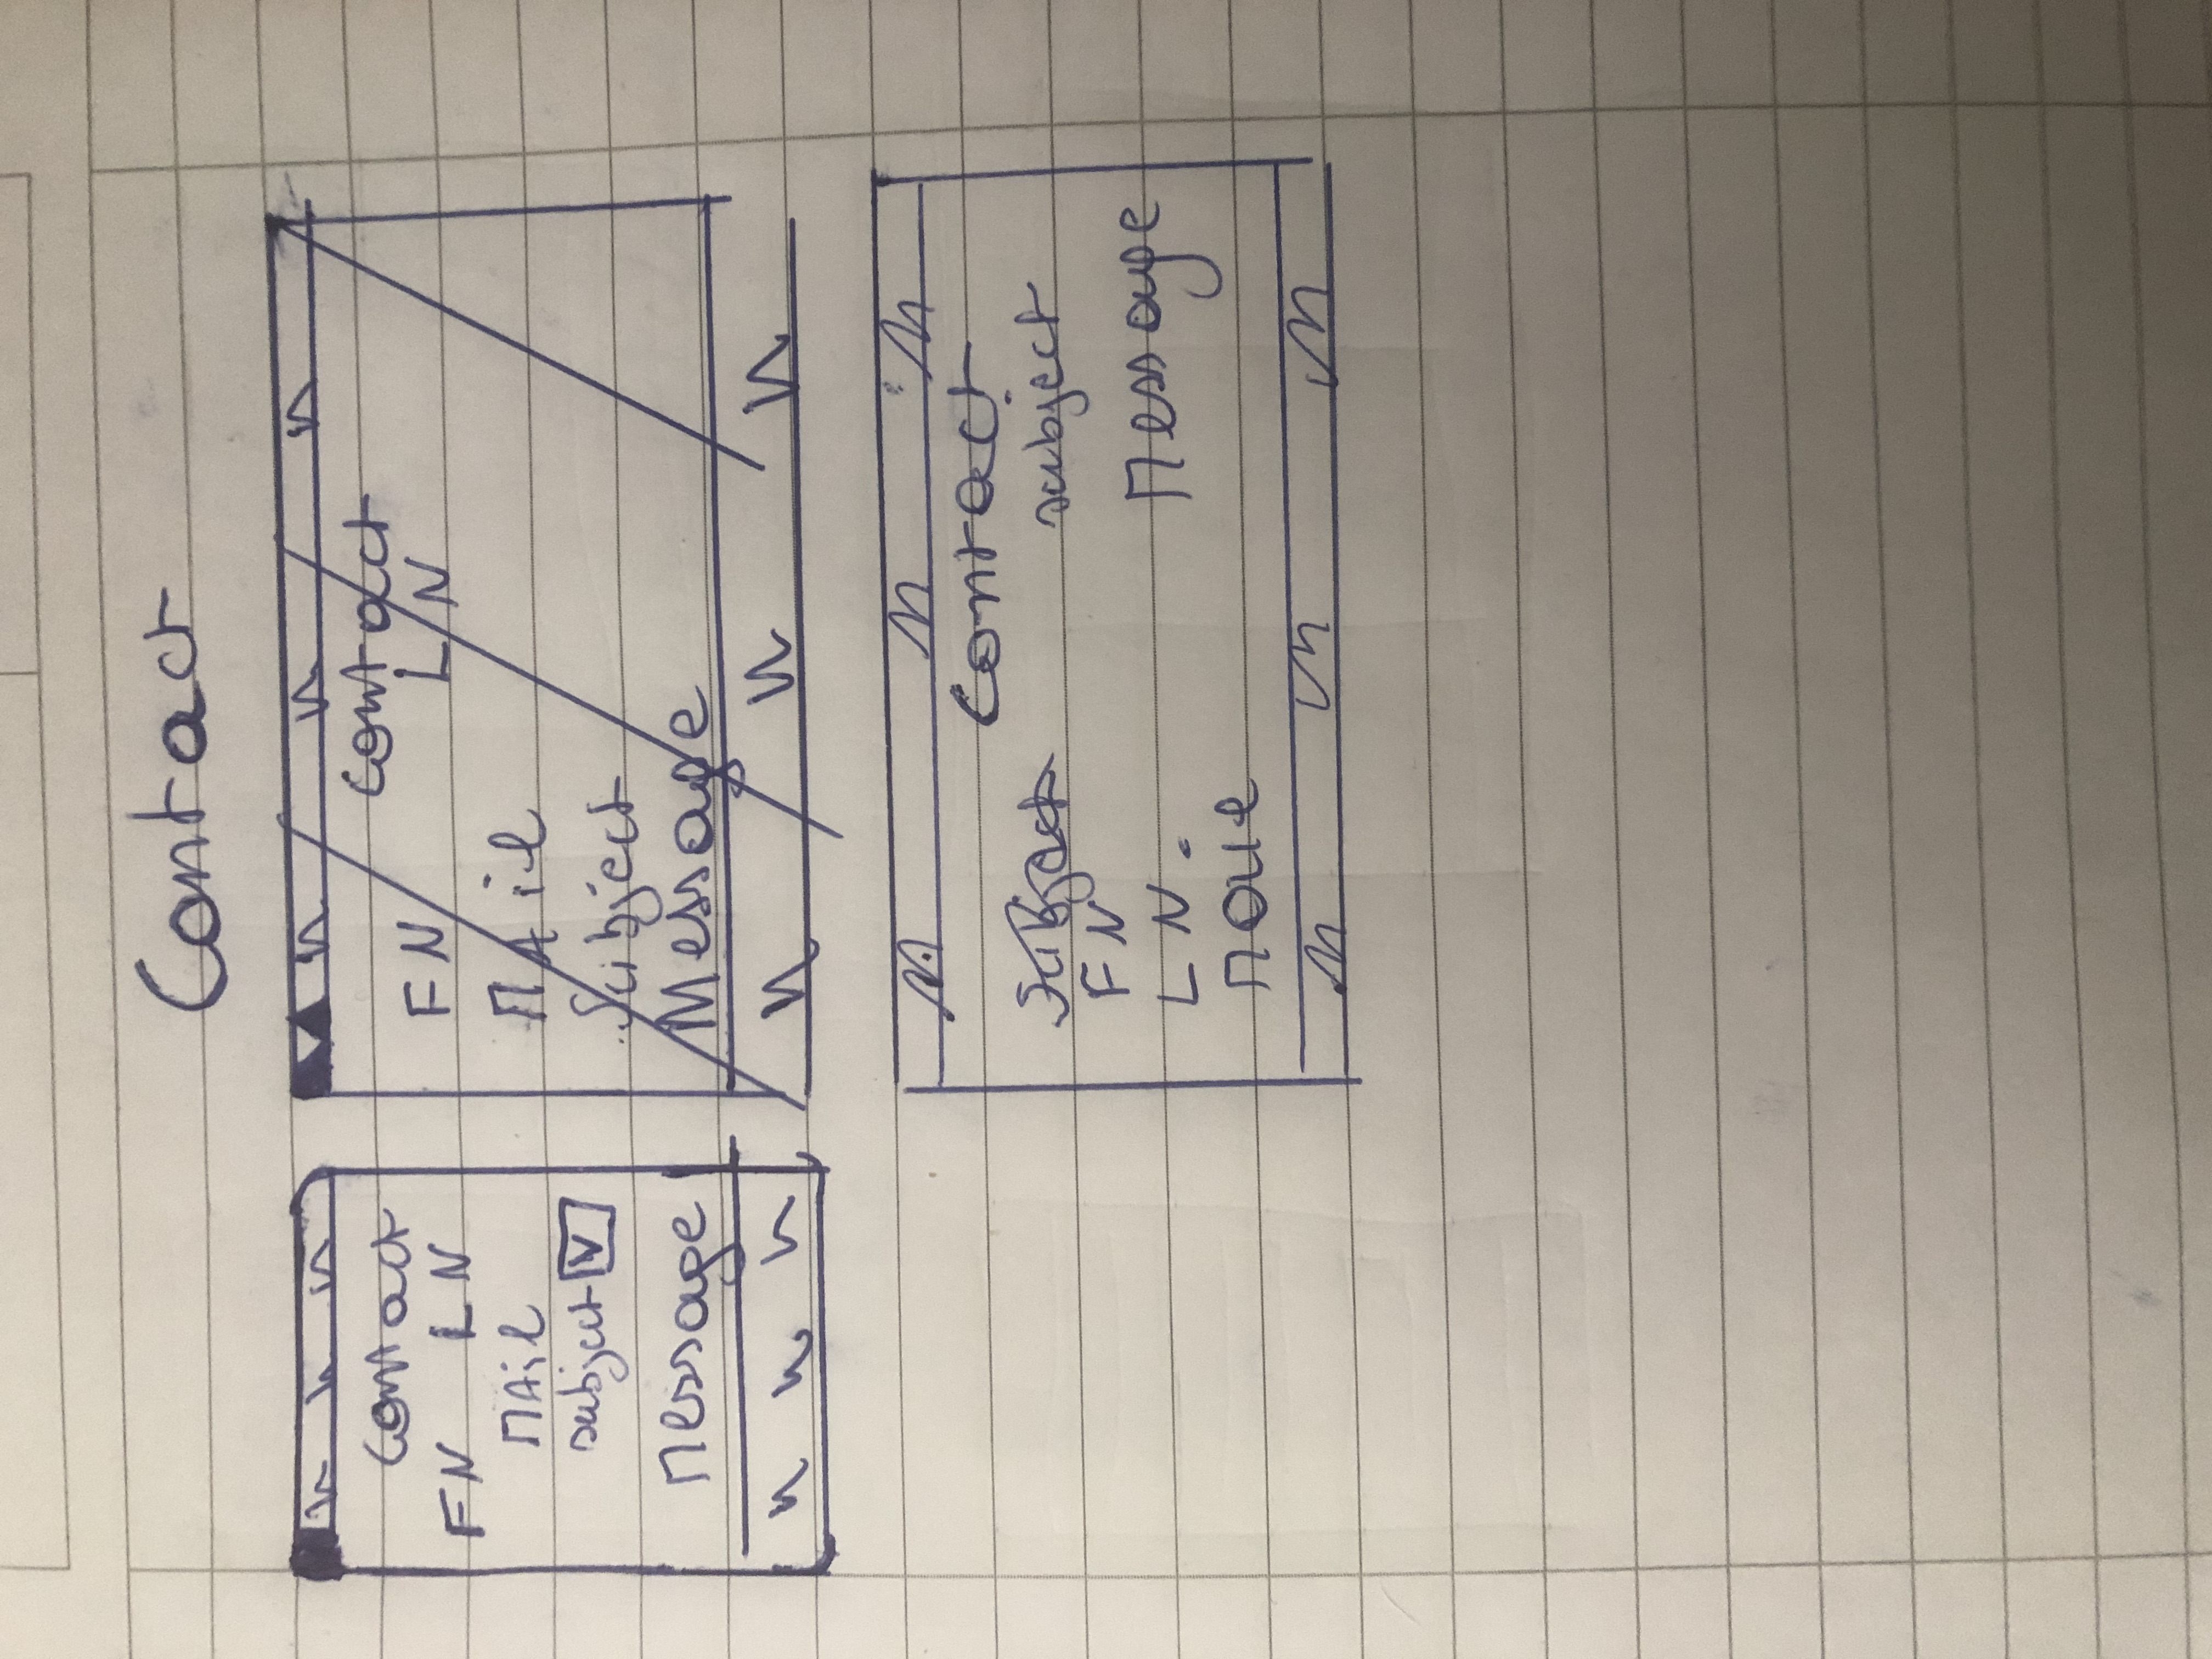 Contact
Contact
FN LN
MAil
subject V
Message
Contact
FN LN
MAil
Subject
Message
Contact
Subject subject
FN
LN.
Message